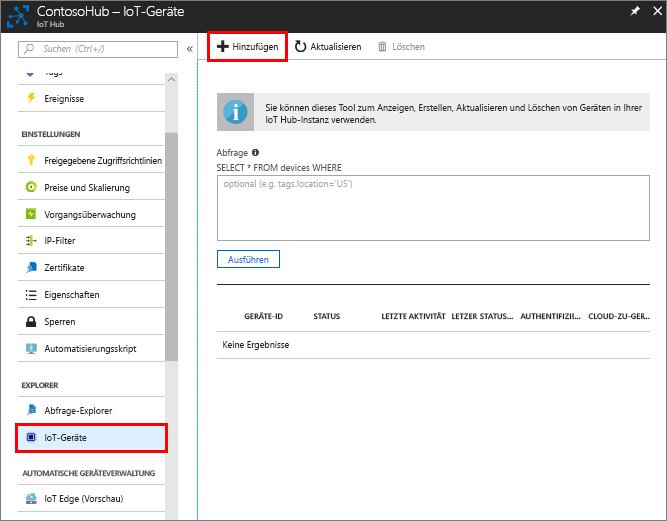 ContosoHub – IoT-Geräte
IoT Hub
Suchen (Ctrl+/)
Tags
Ereignisse
EINSTELLUNGEN
Freigegebene Zugriffsrichtlinien
Preise und Skalierung
Vorgangsüberwachung
IP-Filter
Zertifikate
Eigenschaften
Sperren
Automatisierungsskript
EXPLORER
Abfrage-Explorer
IoT-Geräte
AUTOMATISCHE GERÄTEVERWALTUNG
IoT Edge (Vorschau)
Hinzufügen Aktualisieren Löschen
Sie können dieses Tool zum Anzeigen, Erstellen, Aktualisieren und Löschen von Geräten in Ihrer
IoT Hub-Instanz verwenden.
Abfrage
SELECT * FROM devices WHERE
optional (e.g. tags.location='US')
Ausführen
GERÄTE-ID STATUS LETZTE AKTIVITÄT LETZER STATUS... AUTHENTIFIZII... CLOUD-ZU-GER...
Keine Ergebnisse